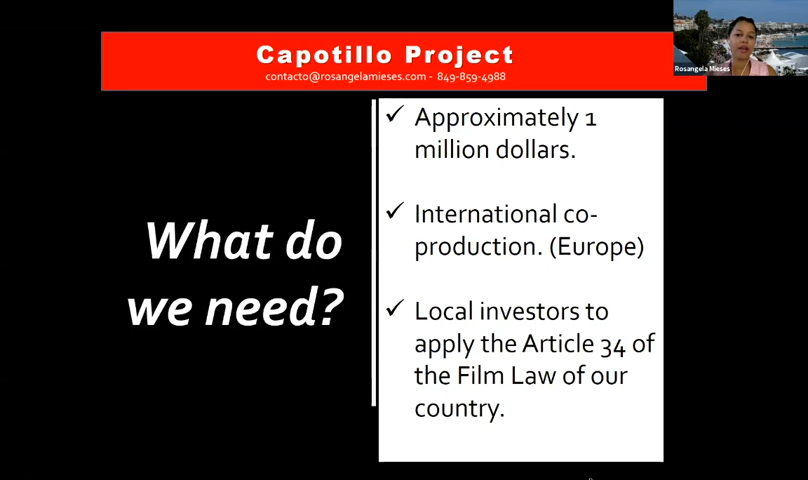 Capotillo Project
contacto@rosangelamieses.com - 849-859-4988
Rosangela Mieses
What do
we need?
✓ Approximately 1
million dollars.
✓ International co-
production. (Europe)
✓ Local investors to
apply the Article 34 of
the Film Law of our
country.